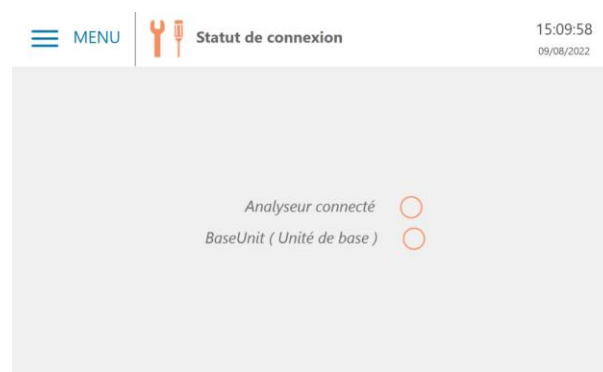 MENU
Statut de connexion
15:09:58
09/08/2022
Analyseur connecté
BaseUnit ( Unité de base )